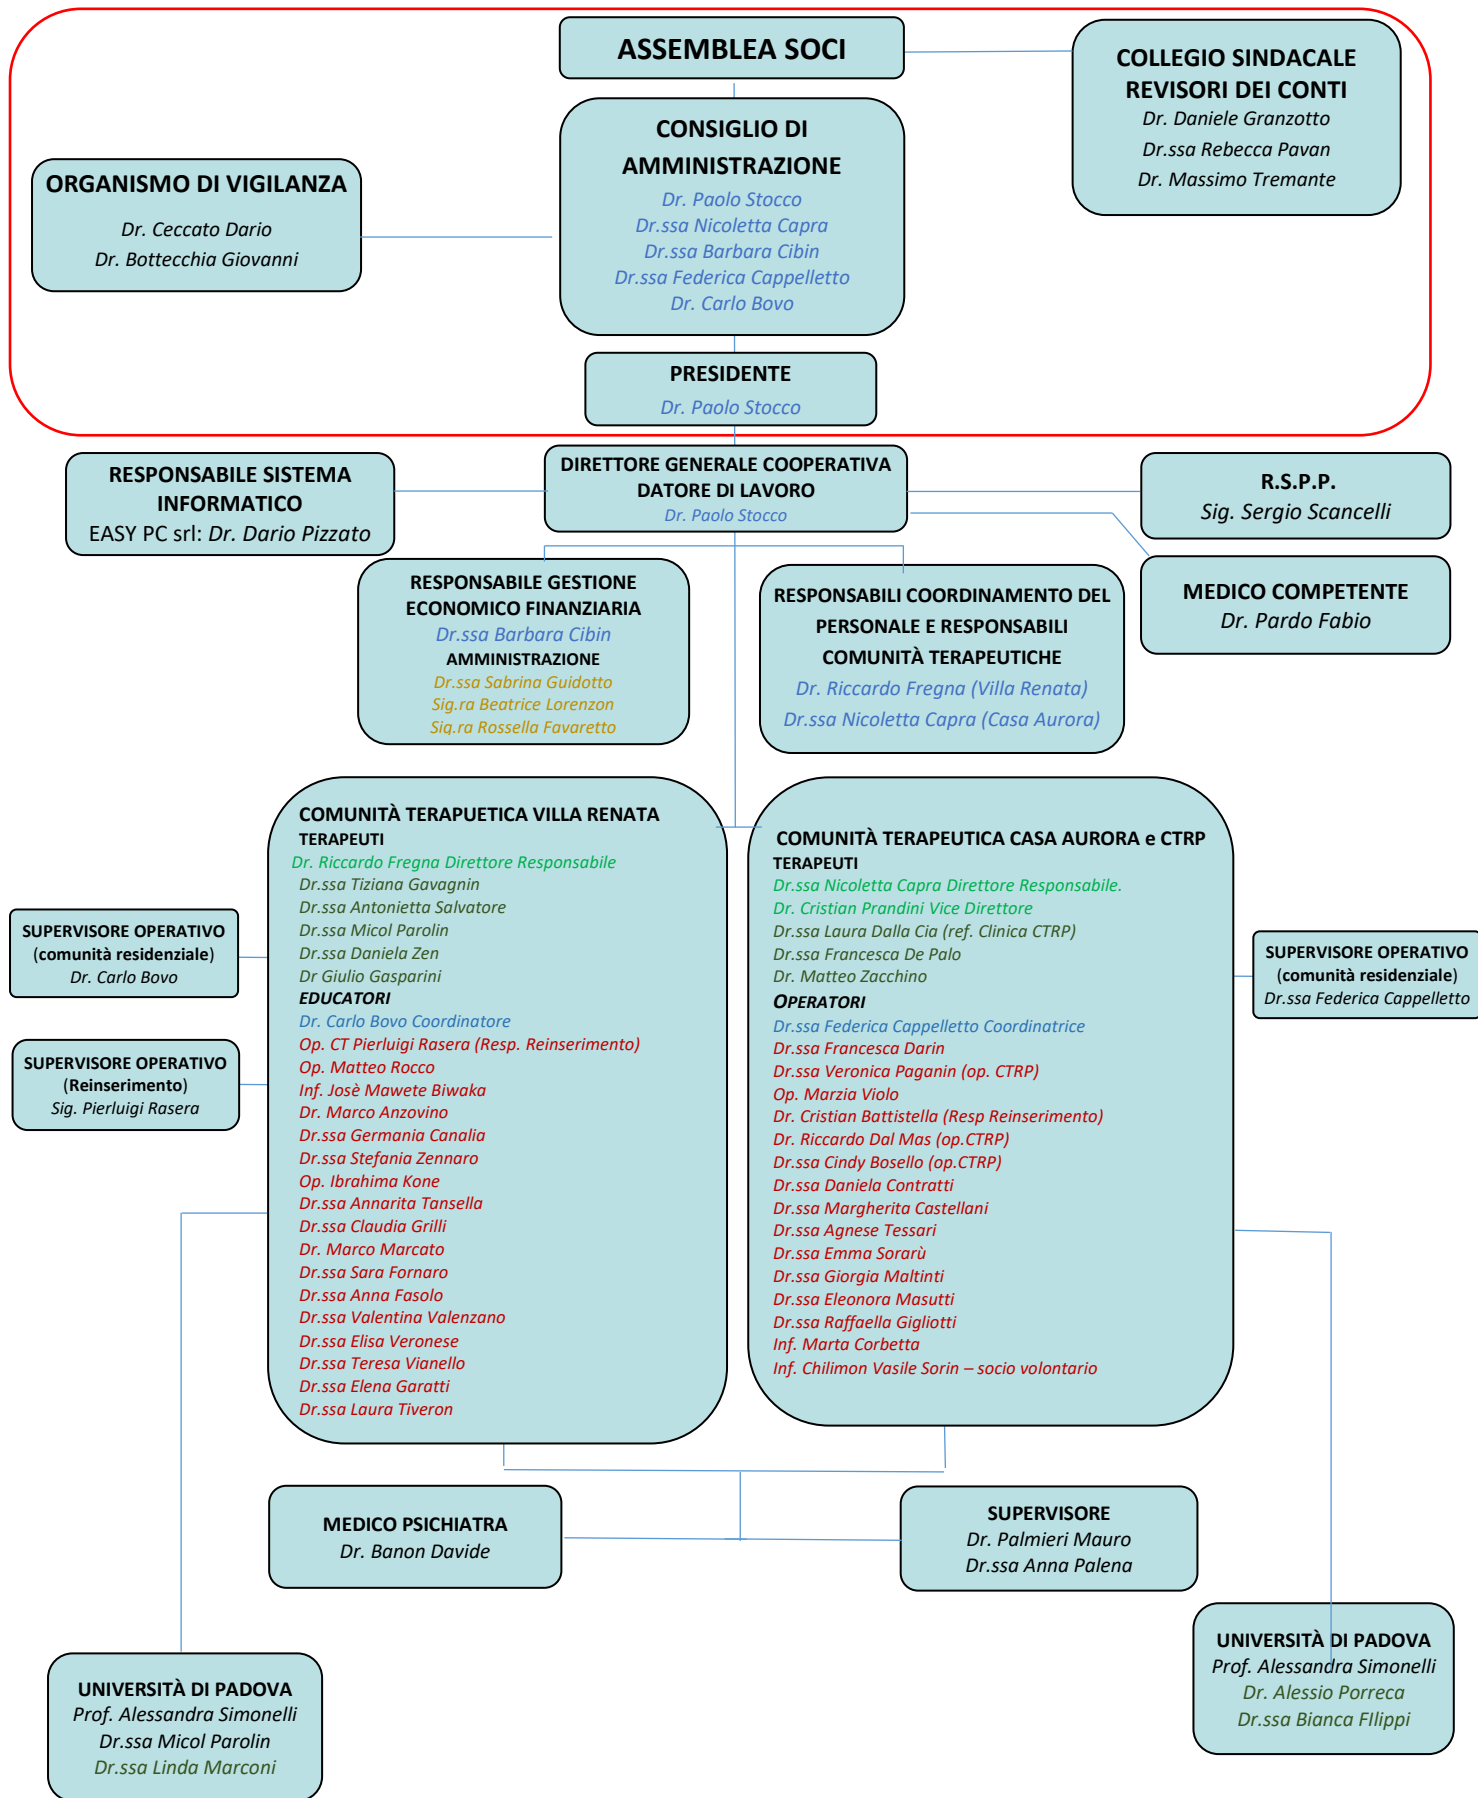 ASSEMBLEA SOCI
COLLEGIO SINDACALE
REVISORI DEI CONTI
Dr. Daniele Granzotto
Dr.ssa Rebecca Pavan
Dr. Massimo Tremante
CONSIGLIO DI
AMMINISTRAZIONE
Dr. Paolo Stocco
Dr.ssa Nicoletta Capra
Dr.ssa Barbara Cibin
Dr.ssa Federica Cappelletto
Dr. Carlo Bovo
ORGANISMO DI VIGILANZA
Dr. Ceccato Dario
Dr. Bottecchia Giovanni
PRESIDENTE
Dr. Paolo Stocco
RESPONSABILE SISTEMA
INFORMATICO
EASY PC srl: Dr. Dario Pizzato
DIRETTORE GENERALE COOPERATIVA
DATORE DI LAVORO
Dr. Paolo Stocco
R.S.P.P.
Sig. Sergio Scancelli
MEDICO COMPETENTE
Dr. Pardo Fabio
RESPONSABILE GESTIONE
ECONOMICO FINANZIARIA
Dr.ssa Barbara Cibin
AMMINISTRAZIONE
Dr.ssa Sabrina Guidotto
Sig.ra Beatrice Lorenzon
Sig.ra Rossella Favaretto
RESPONSABILI COORDINAMENTO DEL
PERSONALE E RESPONSABILI
COMUNITÀ TERAPEUTICHE
Dr. Riccardo Fregna (Villa Renata)
Dr.ssa Nicoletta Capra (Casa Aurora)
COMUNITÀ TERAPUETICA VILLA RENATA
TERAPEUTI
Dr. Riccardo Fregna Direttore Responsabile
Dr.ssa Tiziana Gavagnin
Dr.ssa Antonietta Salvatore
Dr.ssa Micol Parolin
Dr.ssa Daniela Zen
Dr Giulio Gasparini
EDUCATORI
Dr. Carlo Bovo Coordinatore
Op. CT Pierluigi Rasera (Resp. Reinserimento)
Op. Matteo Rocco
Inf. Josè Mawete Biwaka
Dr. Marco Anzovino
Dr.ssa Germania Canalia
Dr.ssa Stefania Zennaro
Op. Ibrahima Kone
Dr.ssa Annarita Tansella
Dr.ssa Claudia Grilli
Dr. Marco Marcato
Dr.ssa Sara Fornaro
Dr.ssa Anna Fasolo
Dr.ssa Valentina Valenzano
Dr.ssa Elisa Veronese
Dr.ssa Teresa Vianello
Dr.ssa Elena Garatti
Dr.ssa Laura Tiveron
COMUNITÀ TERAPEUTICA CASA AURORA e CTRP
TERAPEUTI
Dr.ssa Nicoletta Capra Direttore Responsabile.
Dr. Cristian Prandini Vice Direttore
Dr.ssa Laura Dalla Cia (ref. Clinica CTRP)
Dr.ssa Francesca De Palo
Dr. Matteo Zacchino
OPERATORI
Dr.ssa Federica Cappelletto Coordinatrice
Dr.ssa Francesca Darin
Dr.ssa Veronica Paganin (op. CTRP)
Op. Marzia Violo
Dr. Cristian Battistella (Resp Reinserimento)
Dr. Riccardo Dal Mas (op.CTRP)
Dr.ssa Cindy Bosello (op.CTRP)
Dr.ssa Daniela Contratti
Dr.ssa Margherita Castellani
Dr.ssa Agnese Tessari
Dr.ssa Emma Sorarù
Dr.ssa Giorgia Maltinti
Dr.ssa Eleonora Masutti
Dr.ssa Raffaella Gigliotti
Inf. Marta Corbetta
Inf. Chilimon Vasile Sorin – socio volontario
SUPERVISORE OPERATIVO
(comunità residenziale)
Dr. Carlo Bovo
SUPERVISORE OPERATIVO
(Reinserimento)
Sig. Pierluigi Rasera
SUPERVISORE OPERATIVO
(comunità residenziale)
Dr.ssa Federica Cappelletto
MEDICO PSICHIATRA
Dr. Banon Davide
SUPERVISORE
Dr. Palmieri Mauro
Dr.ssa Anna Palena
UNIVERSITÀ DI PADOVA
Prof. Alessandra Simonelli
Dr.ssa Micol Parolin
Dr.ssa Linda Marconi
UNIVERSITÀ DI PADOVA
Prof. Alessandra Simonelli
Dr. Alessio Porreca
Dr.ssa Bianca FIlippi